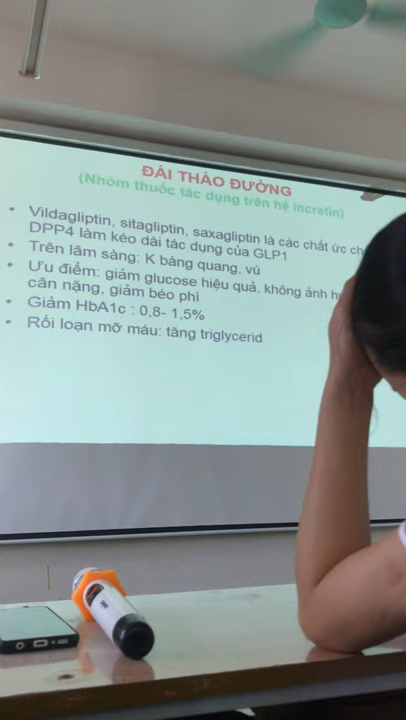 ĐÁI THÁO ĐƯỜNG
(Nhóm thuốc tác dụng trên hệ incretin)
• Vildagliptin, sitagliptin, saxagliptin là các chất ức
DPP4 làm kéo dài tác dụng của GLP1
• Trên lâm sàng: K bàng quang, vú
• Ưu điểm: giảm glucose hiệu quả, không ảnh
cân nặng, giảm béo phì
• Giảm HbA1c : 0,8- 1,5%
• Rối loạn mỡ máu: tăng triglycerid